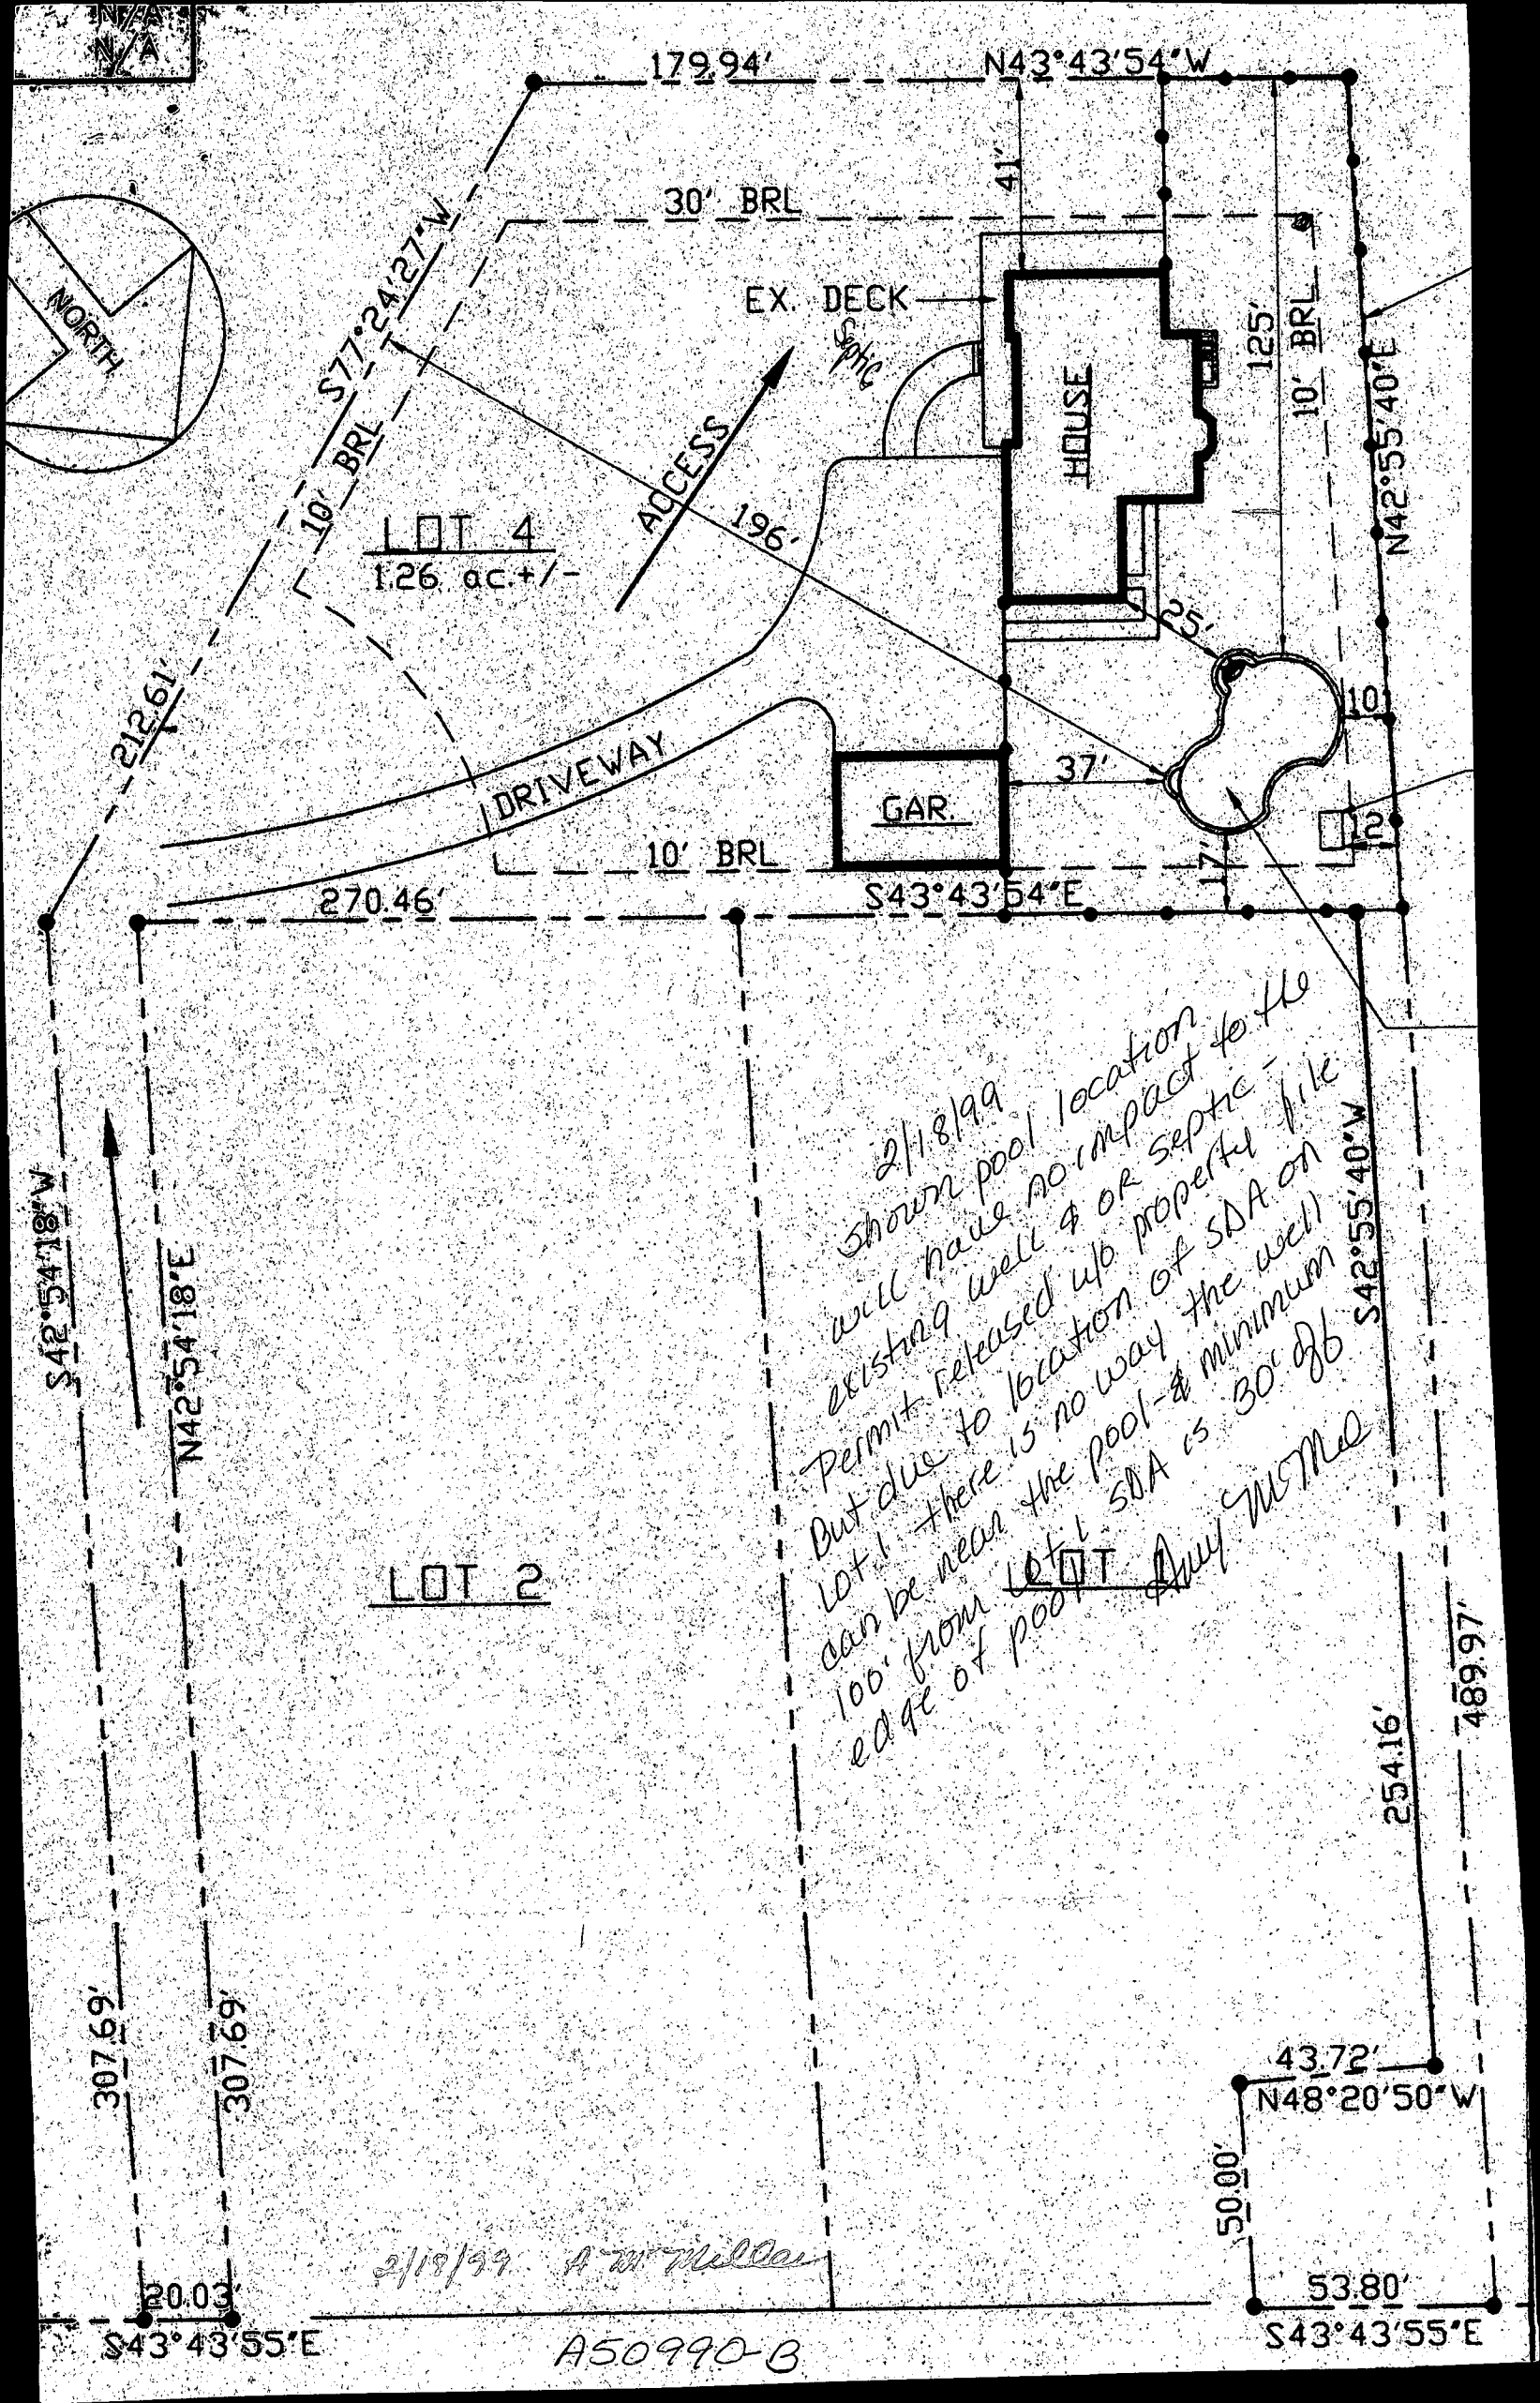 N/A
N/A
179.94'
N43°43'54"W
41'
30' BRL
S77°24'27"W
NORTH
EX. DECK
Septic
125'
10' BRL
HOUSE
N42°55'40"E
10' BRL
ACCESS
196'
LOT 4
1.26 ac.+/-
25'
212.61'
10'
DRIVEWAY
37'
GAR.
12'
10' BRL
17'
270.46'
S43°43'54"E
2/18/99
Shown pool location
will have no impact to the
existing well & or septic -
Permit released w/o property file
But due to location of SDA on
Lot 1 there is no way the well
can be near the pool - & minimum
100' from Lot 1 SDA is 30' off
edge of pool
Amy McMil
S42°54'18"W
N42°54'18"E
S42°55'40"W
LOT 2
LOT 1
489.97'
254.16'
307.69'
307.69'
43.72'
N48°20'50"W
50.00'
2/18/99 A McMiller
20.03'
S43°43'55"E
53.80'
S43°43'55"E
A50990-B